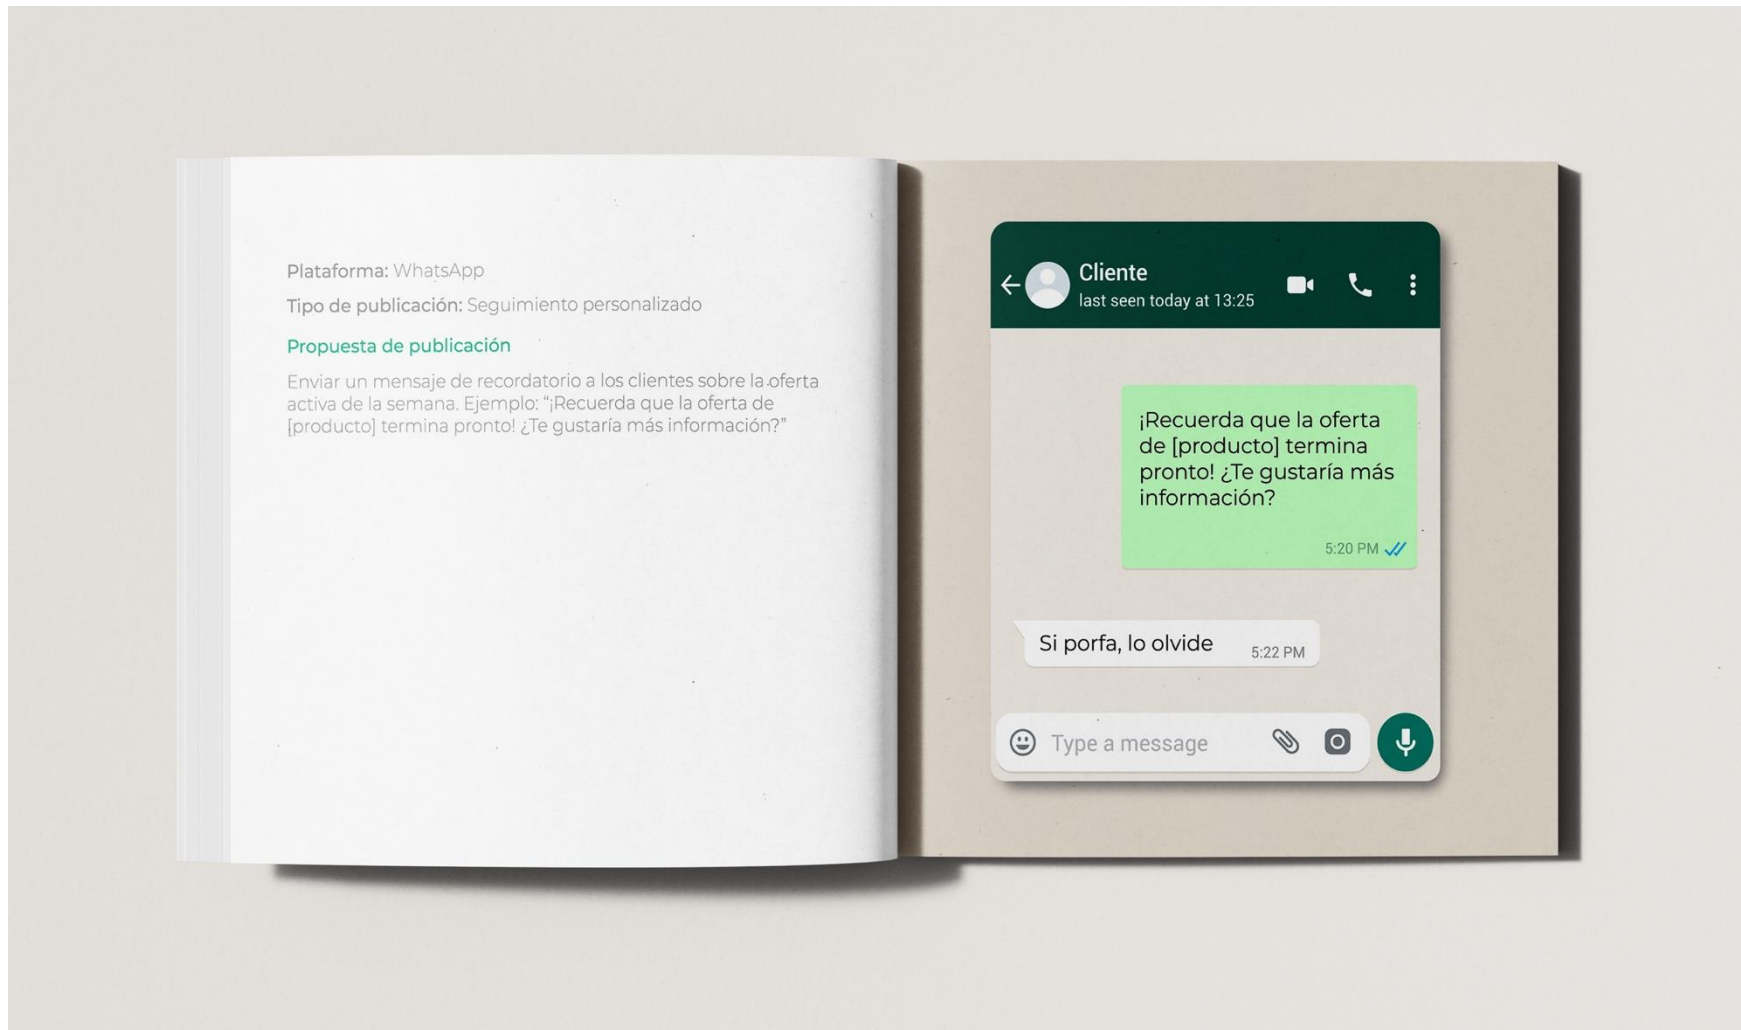 Plataforma: WhatsApp
Tipo de publicación: Seguimiento personalizado
Propuesta de publicación
Enviar un mensaje de recordatorio a los clientes sobre la oferta
activa de la semana. Ejemplo: “¡Recuerda que la oferta de
[producto] termina pronto! ¿Te gustaría más información?”
Cliente
last seen today at 13:25
¡Recuerda que la oferta
de [producto] termina
pronto! ¿Te gustaría más
información?
5:20 PM
Si porfa, lo olvide
5:22 PM
Type a message